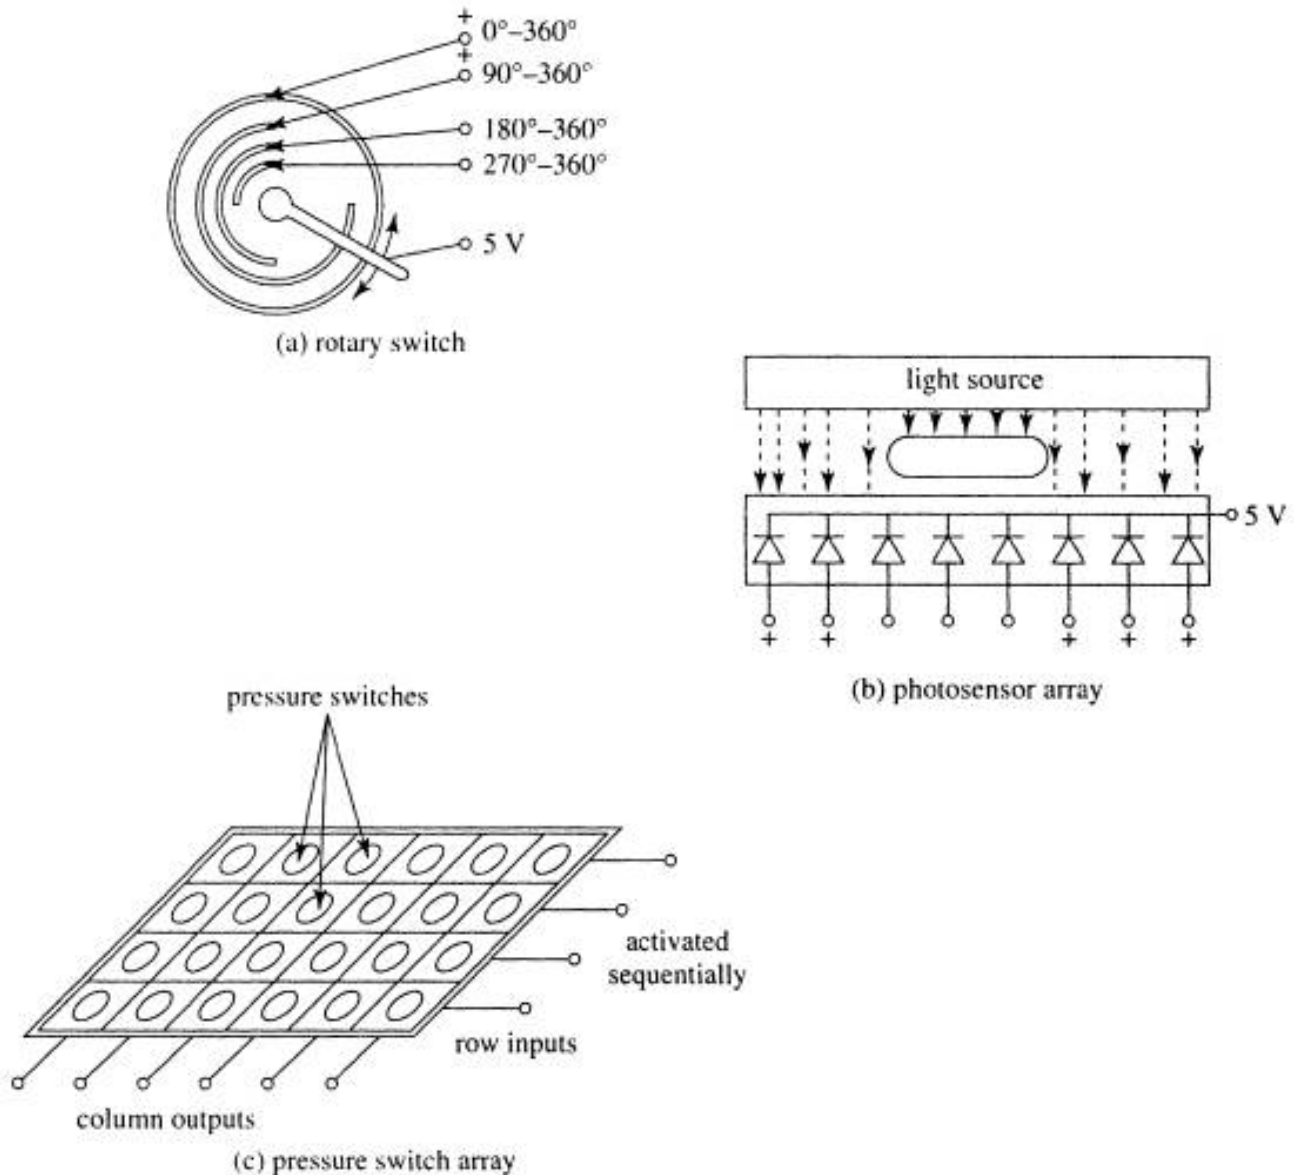 +
0°–360°
+
90°–360°
180°–360°
270°–360°
5 V
(a) rotary switch
light source
5 V
+ + + + +
(b) photosensor array
pressure switches
activated
sequentially
row inputs
column outputs
(c) pressure switch array